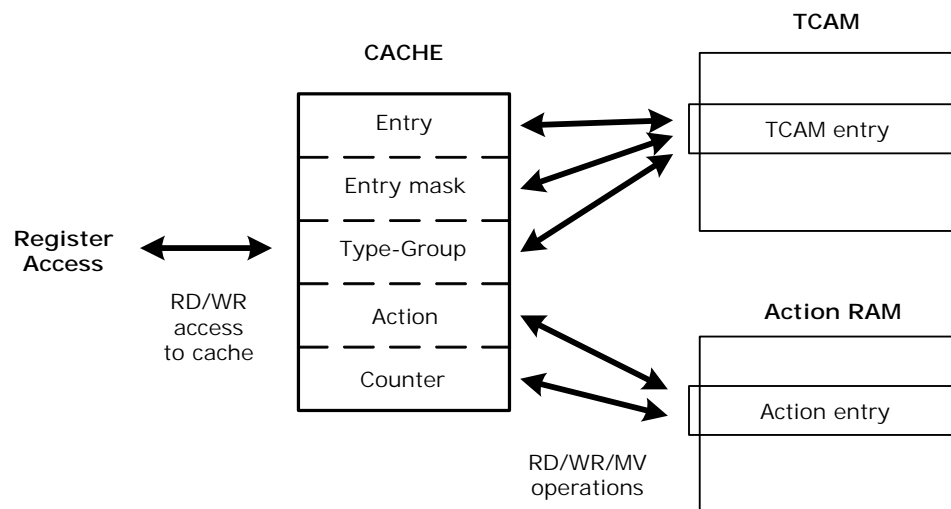 TCAM
CACHE
Entry
TCAM entry
Entry mask
Type-Group
Register
Access
RD/WR
access
to cache
Action
Action RAM
Counter
Action entry
RD/WR/MV
operations